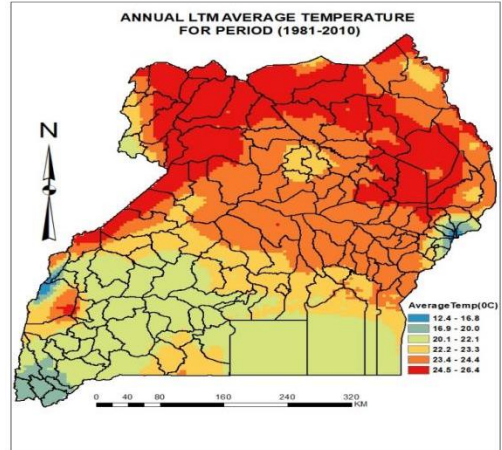 ANNUAL LTM AVERAGE TEMPERATURE
FOR PERIOD (1981-2010)
N
AverageTemp(0C)
12.4 - 16.8
16.9 - 20.0
20.1 - 22.1
22.2 - 23.3
23.4 - 24.4
24.5 - 26.4
0 40 80 160 240 320
KM